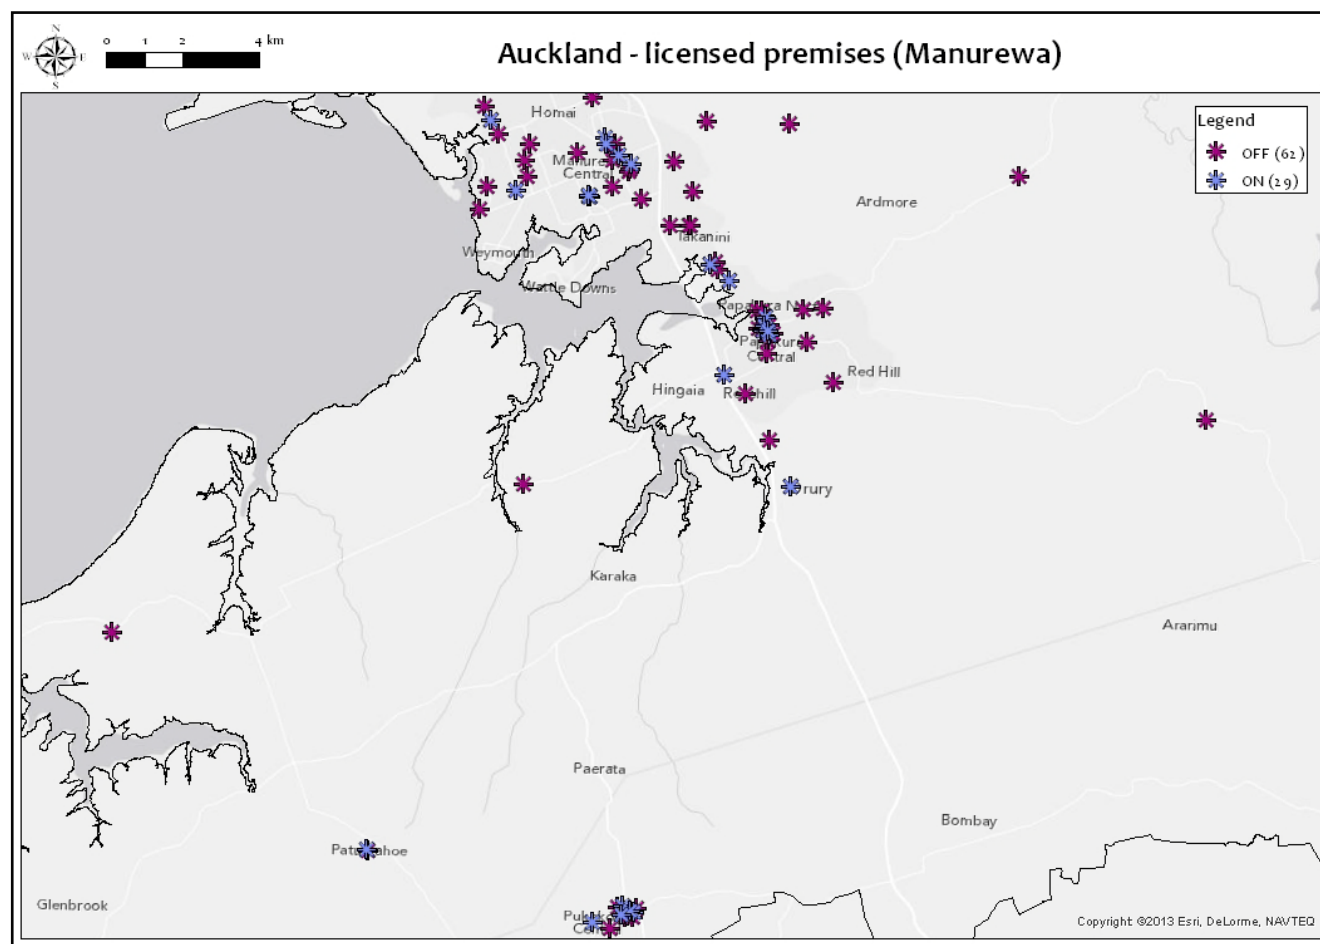 N
W E
S
0 1 2 4 km
Auckland - licensed premises (Manurewa)
Legend
OFF (62)
ON (29)
Homai
Central
Ardmore
Takanini
Weymouth
Wattle Downs
Central
Red Hill
Hingaia
Karaka
Paerata
Bombay
Glenbrook
Copyright ©2013 Esri, DeLorme, NAVTEQ